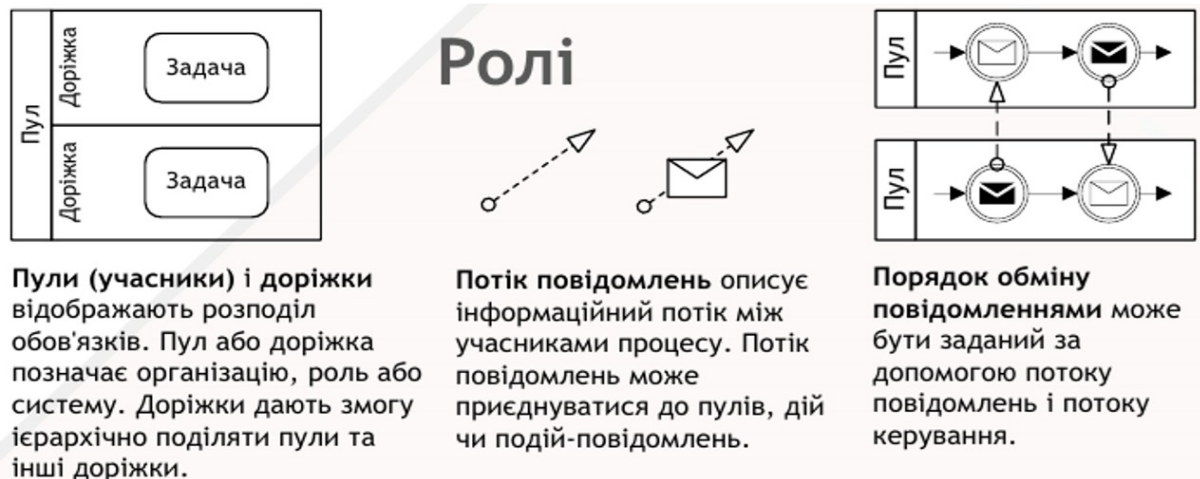 Ролі
Пул
Доріжка
Задача
Доріжка
Задача
Пули (учасники) і доріжки
відображають розподіл
обов'язків. Пул або доріжка
позначає організацію, роль або
систему. Доріжки дають змогу
ієрархічно поділяти пули та
інші доріжки.
Потік повідомлень описує
інформаційний потік між
учасниками процесу. Потік
повідомлень може
приєднуватися до пулів, дій
чи подій-повідомлень.
Пул
Пул
Порядок обміну
повідомленнями може
бути заданий за
допомогою потоку
повідомлень і потоку
керування.